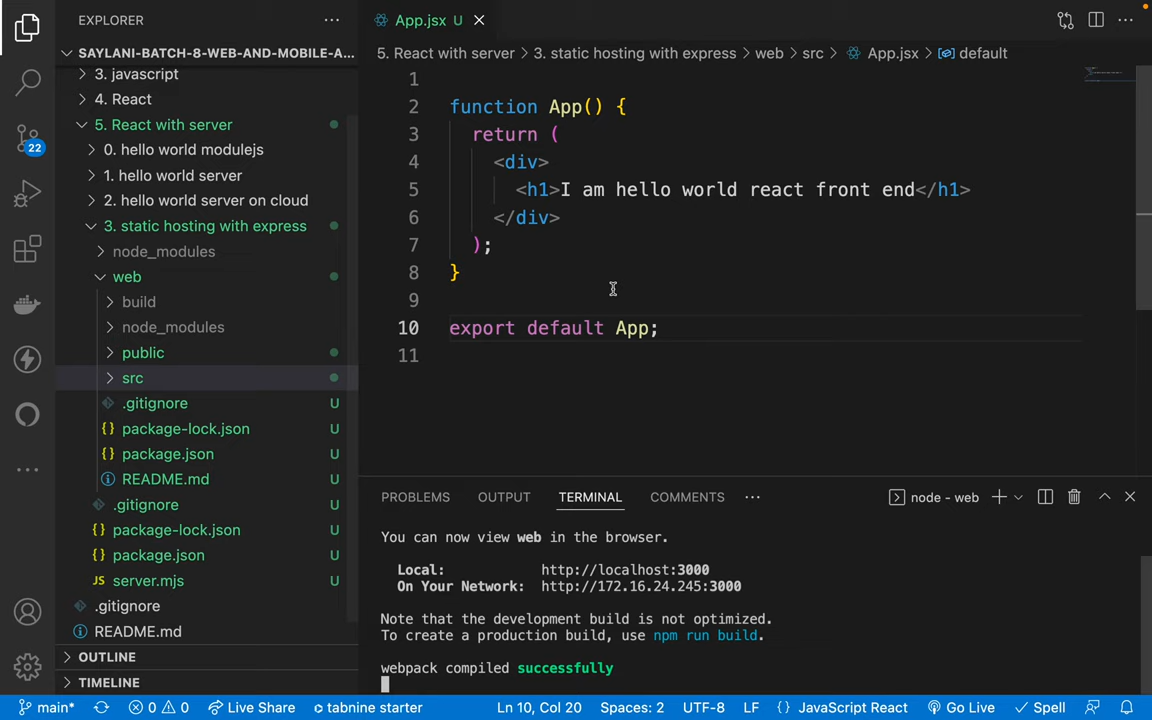 EXPLORER
SAYLANI-BATCH-8-WEB-AND-MOBILE-A...
3. javascript
4. React
5. React with server
0. hello world modulejs
1. hello world server
2. hello world server on cloud
3. static hosting with express
node_modules
web
build
node_modules
public
src
.gitignore U
package-lock.json U
package.json U
README.md U
.gitignore U
package-lock.json U
package.json U
JS server.mjs U
.gitignore
README.md
OUTLINE
TIMELINE
22
App.jsx U
5. React with server > 3. static hosting with express > web > src > App.jsx > default
1
2 function App() {
3 return (
4 <div>
5 <h1>I am hello world react front end</h1>
6 </div>
7 );
8 }
9
10 export default App;
11
PROBLEMS OUTPUT TERMINAL COMMENTS ... node - web
You can now view web in the browser.
Local: http://localhost:3000
On Your Network: http://172.16.24.245:3000
Note that the development build is not optimized.
To create a production build, use npm run build.
webpack compiled successfully
main* 0 0 Live Share tabnine starter Ln 10, Col 20 Spaces: 2 UTF-8 LF {} JavaScript React Go Live Spell